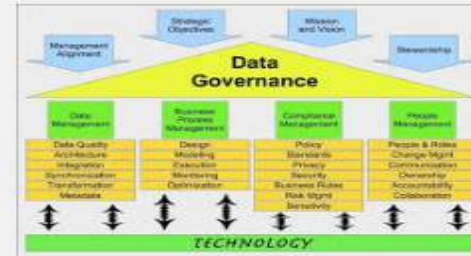 Strategic
Objectives
Mission
and Vision
Management
Alignment
Stewardship
Data
Governance
Data
Management
Business
Process
Management
Compliance
Management
People
Management
Data Quality
Architecture
Integration
Synchronization
Transformation
Metadata
Design
Modeling
Execution
Monitoring
Optimization
Policy
Standards
Privacy
Security
Business Rules
Risk Mgmt
Sensitivity
People & Roles
Change Mgmt
Communication
Ownership
Accountability
Collaboration
TECHNOLOGY